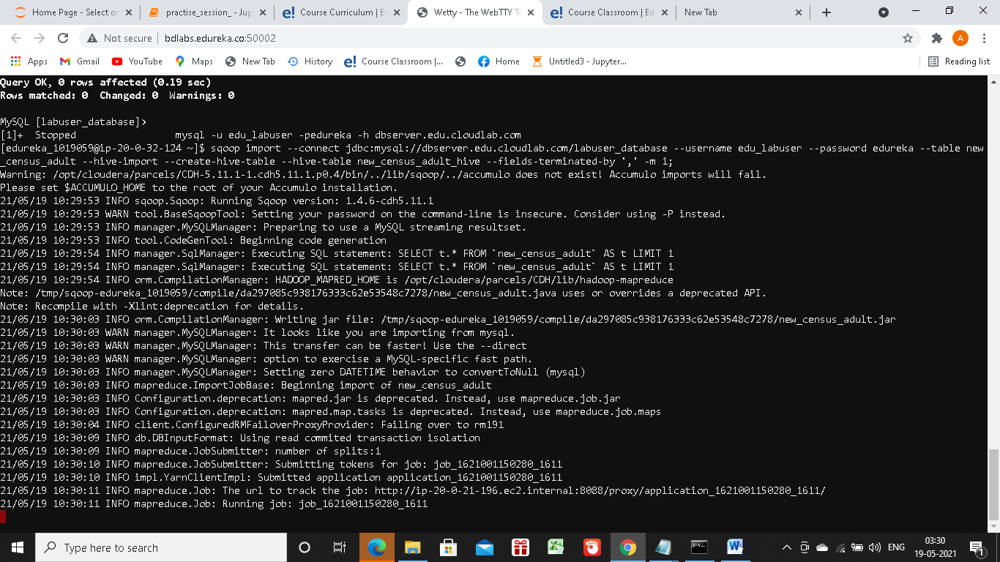 Home Page - Select or
practise_session_ - Jup
Course Curriculum | Ed
Wetty - The WebTTY Te
Course Classroom | Ed
New Tab
Not secure
bdlabs.edureka.co:50002
A
Apps
Gmail
YouTube
Maps
New Tab
History
Course Classroom |...
Home
Untitled3 - Jupyter...
Reading list
Query OK, 0 rows affected (0.19 sec)
Rows matched: 0  Changed: 0  Warnings: 0
MySQL [labuser_database]>
[1]+  Stopped                 mysql -u edu_labuser -pedureka -h dbserver.edu.cloudlab.com
[edureka_1019059@ip-20-0-32-124 ~]$ sqoop import --connect jdbc:mysql://dbserver.edu.cloudlab.com/labuser_database --username edu_labuser --password edureka --table new
_census_adult --hive-import --create-hive-table --hive-table new_census_adult_hive --fields-terminated-by ',' -m 1;
Warning: /opt/cloudera/parcels/CDH-5.11.1-1.cdh5.11.1.p0.4/bin/../lib/sqoop/../accumulo does not exist! Accumulo imports will fail.
Please set $ACCUMULO_HOME to the root of your Accumulo installation.
21/05/19 10:29:53 INFO sqoop.Sqoop: Running Sqoop version: 1.4.6-cdh5.11.1
21/05/19 10:29:53 WARN tool.BaseSqoopTool: Setting your password on the command-line is insecure. Consider using -P instead.
21/05/19 10:29:53 INFO manager.MySQLManager: Preparing to use a MySQL streaming resultset.
21/05/19 10:29:53 INFO tool.CodeGenTool: Beginning code generation
21/05/19 10:29:54 INFO manager.SqlManager: Executing SQL statement: SELECT t.* FROM `new_census_adult` AS t LIMIT 1
21/05/19 10:29:54 INFO manager.SqlManager: Executing SQL statement: SELECT t.* FROM `new_census_adult` AS t LIMIT 1
21/05/19 10:29:54 INFO orm.CompilationManager: HADOOP_MAPRED_HOME is /opt/cloudera/parcels/CDH/lib/hadoop-mapreduce
Note: /tmp/sqoop-edureka_1019059/compile/da297085c938176333c62e53548c7278/new_census_adult.java uses or overrides a deprecated API.
Note: Recompile with -Xlint:deprecation for details.
21/05/19 10:30:03 INFO orm.CompilationManager: Writing jar file: /tmp/sqoop-edureka_1019059/compile/da297085c938176333c62e53548c7278/new_census_adult.jar
21/05/19 10:30:03 WARN manager.MySQLManager: It looks like you are importing from mysql.
21/05/19 10:30:03 WARN manager.MySQLManager: This transfer can be faster! Use the --direct
21/05/19 10:30:03 WARN manager.MySQLManager: option to exercise a MySQL-specific fast path.
21/05/19 10:30:03 INFO manager.MySQLManager: Setting zero DATETIME behavior to convertToNull (mysql)
21/05/19 10:30:03 INFO mapreduce.ImportJobBase: Beginning import of new_census_adult
21/05/19 10:30:03 INFO Configuration.deprecation: mapred.jar is deprecated. Instead, use mapreduce.job.jar
21/05/19 10:30:03 INFO Configuration.deprecation: mapred.map.tasks is deprecated. Instead, use mapreduce.job.maps
21/05/19 10:30:04 INFO client.ConfiguredRMFailoverProxyProvider: Failing over to rm191
21/05/19 10:30:09 INFO db.DBInputFormat: Using read commited transaction isolation
21/05/19 10:30:09 INFO mapreduce.JobSubmitter: number of splits:1
21/05/19 10:30:10 INFO mapreduce.JobSubmitter: Submitting tokens for job: job_1621001150280_1611
21/05/19 10:30:10 INFO impl.YarnClientImpl: Submitted application application_1621001150280_1611
21/05/19 10:30:11 INFO mapreduce.Job: The url to track the job: http://ip-20-0-21-196.ec2.internal:8088/proxy/application_1621001150280_1611/
21/05/19 10:30:11 INFO mapreduce.Job: Running job: job_1621001150280_1611
Type here to search
ENG
03:30
19-05-2021
1